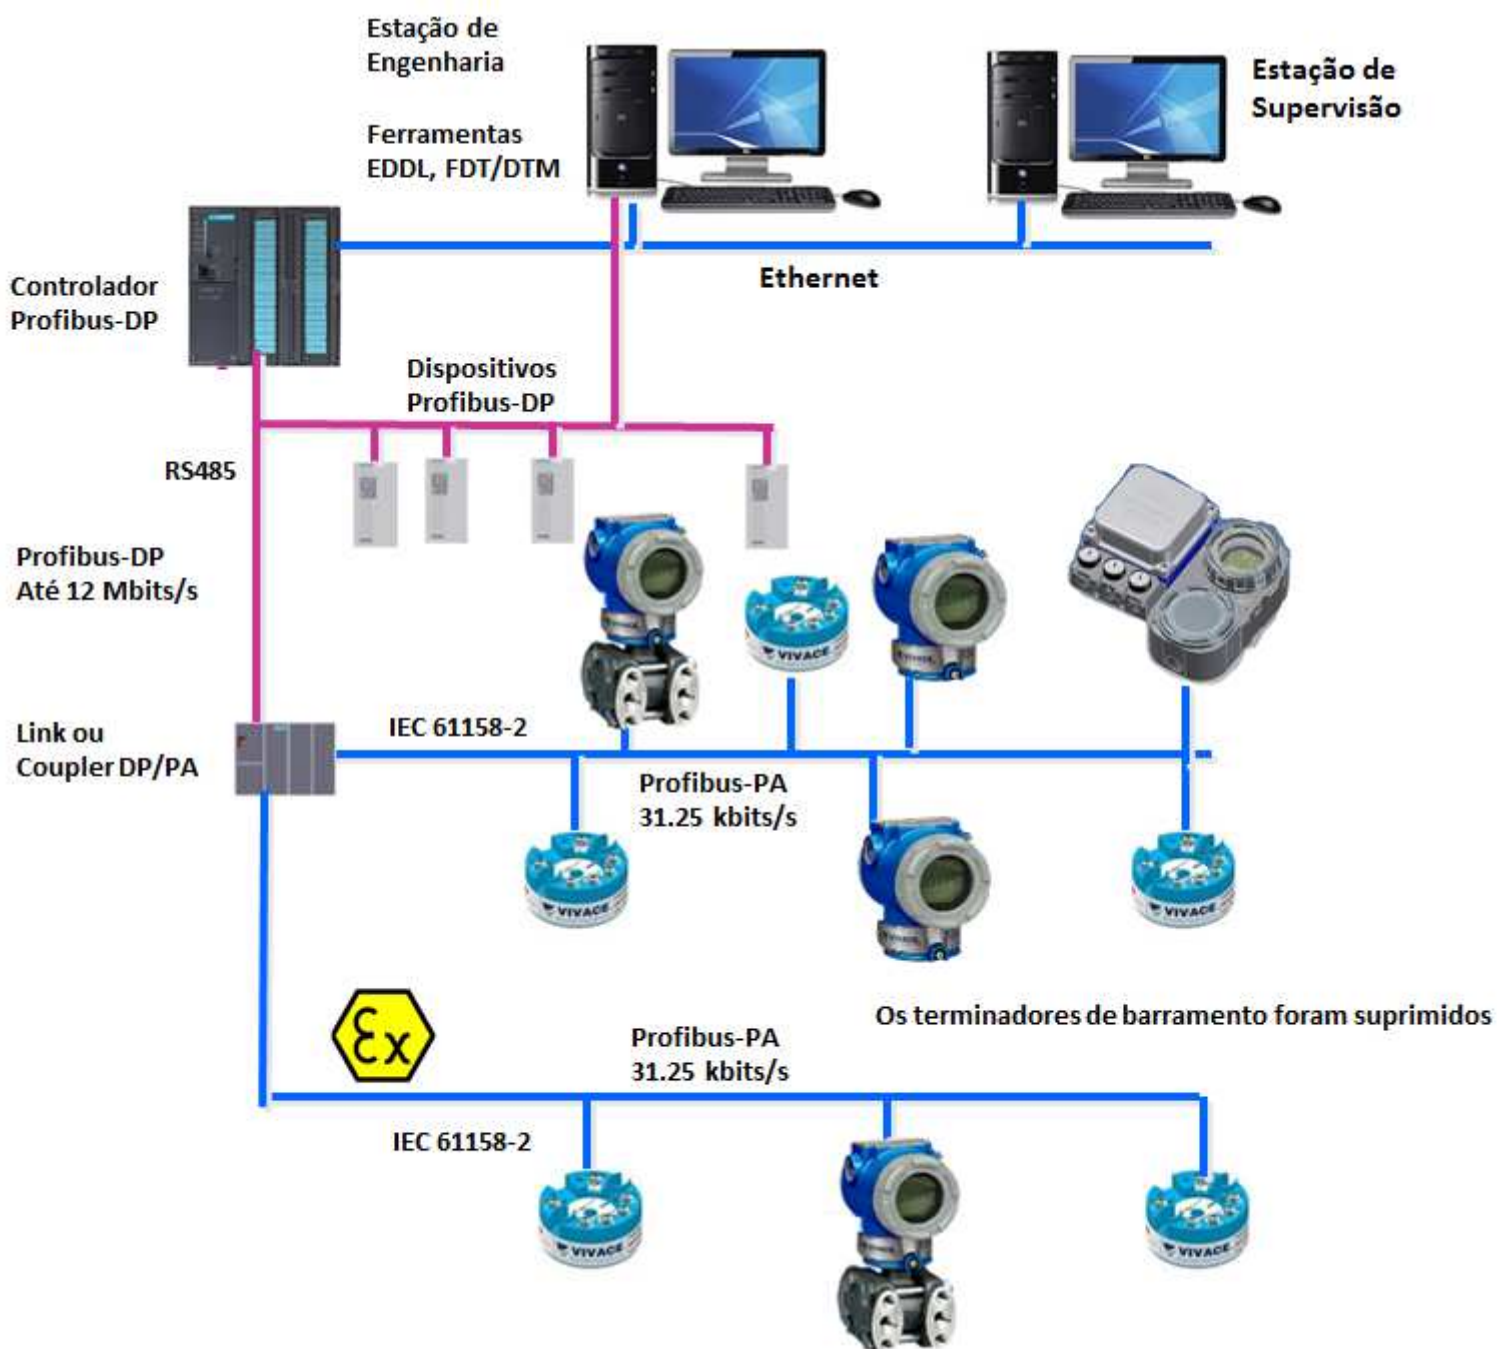 Estação de
Engenharia
Ferramentas
EDDL, FDT/DTM
Estação de
Supervisão
Ethernet
Controlador
Profibus-DP
Dispositivos
Profibus-DP
RS485
Profibus-DP
Até 12 Mbits/s
VIVACE
Link ou
Coupler DP/PA
IEC 61158-2
Profibus-PA
31.25 kbits/s
VIVACE
VIVACE
Os terminadores de barramento foram suprimidos
Ex
Profibus-PA
31.25 kbits/s
IEC 61158-2
VIVACE
VIVACE